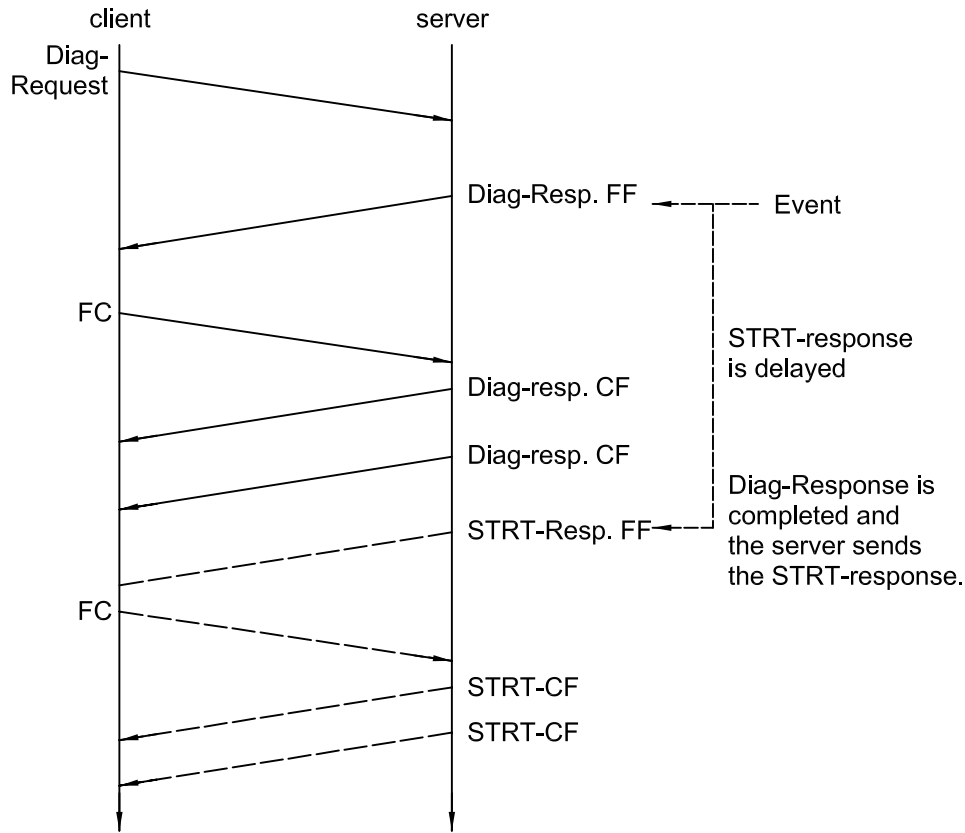 client
server
Diag-
Request
Diag-Resp. FF
Event
FC
STRT-response
is delayed
Diag-resp. CF
Diag-resp. CF
Diag-Response is
completed and
the server sends
the STRT-response.
STRT-Resp. FF
FC
STRT-CF
STRT-CF